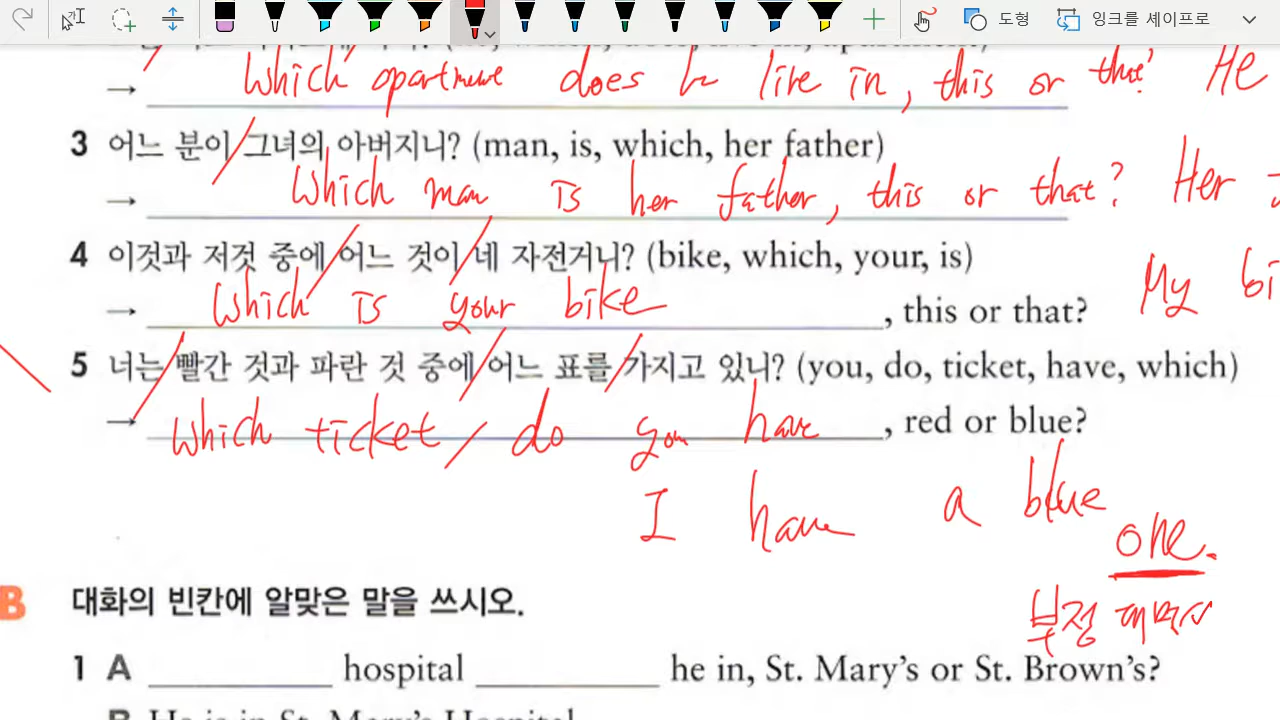 도형 잉크를 셰이프로
which apartment does he live in, this or that? He
→
3 어느 분이 그녀의 아버지니? (man, is, which, her father)
→ Which man is her father, this or that? Her
4 이것과 저것 중에 어느 것이 네 자전거니? (bike, which, your, is)
→ Which is your bike, this or that? My bi
5 너는 빨간 것과 파란 것 중에 어느 표를 가지고 있니? (you, do, ticket, have, which)
→ Which ticket / do you have, red or blue?
I have a blue one.
부정 대명사
B 대화의 빈칸에 알맞은 말을 쓰시오.
1 A ________ hospital ________ he in, St. Mary's or St. Brown's?
B He is in St. Mary's Hospital.